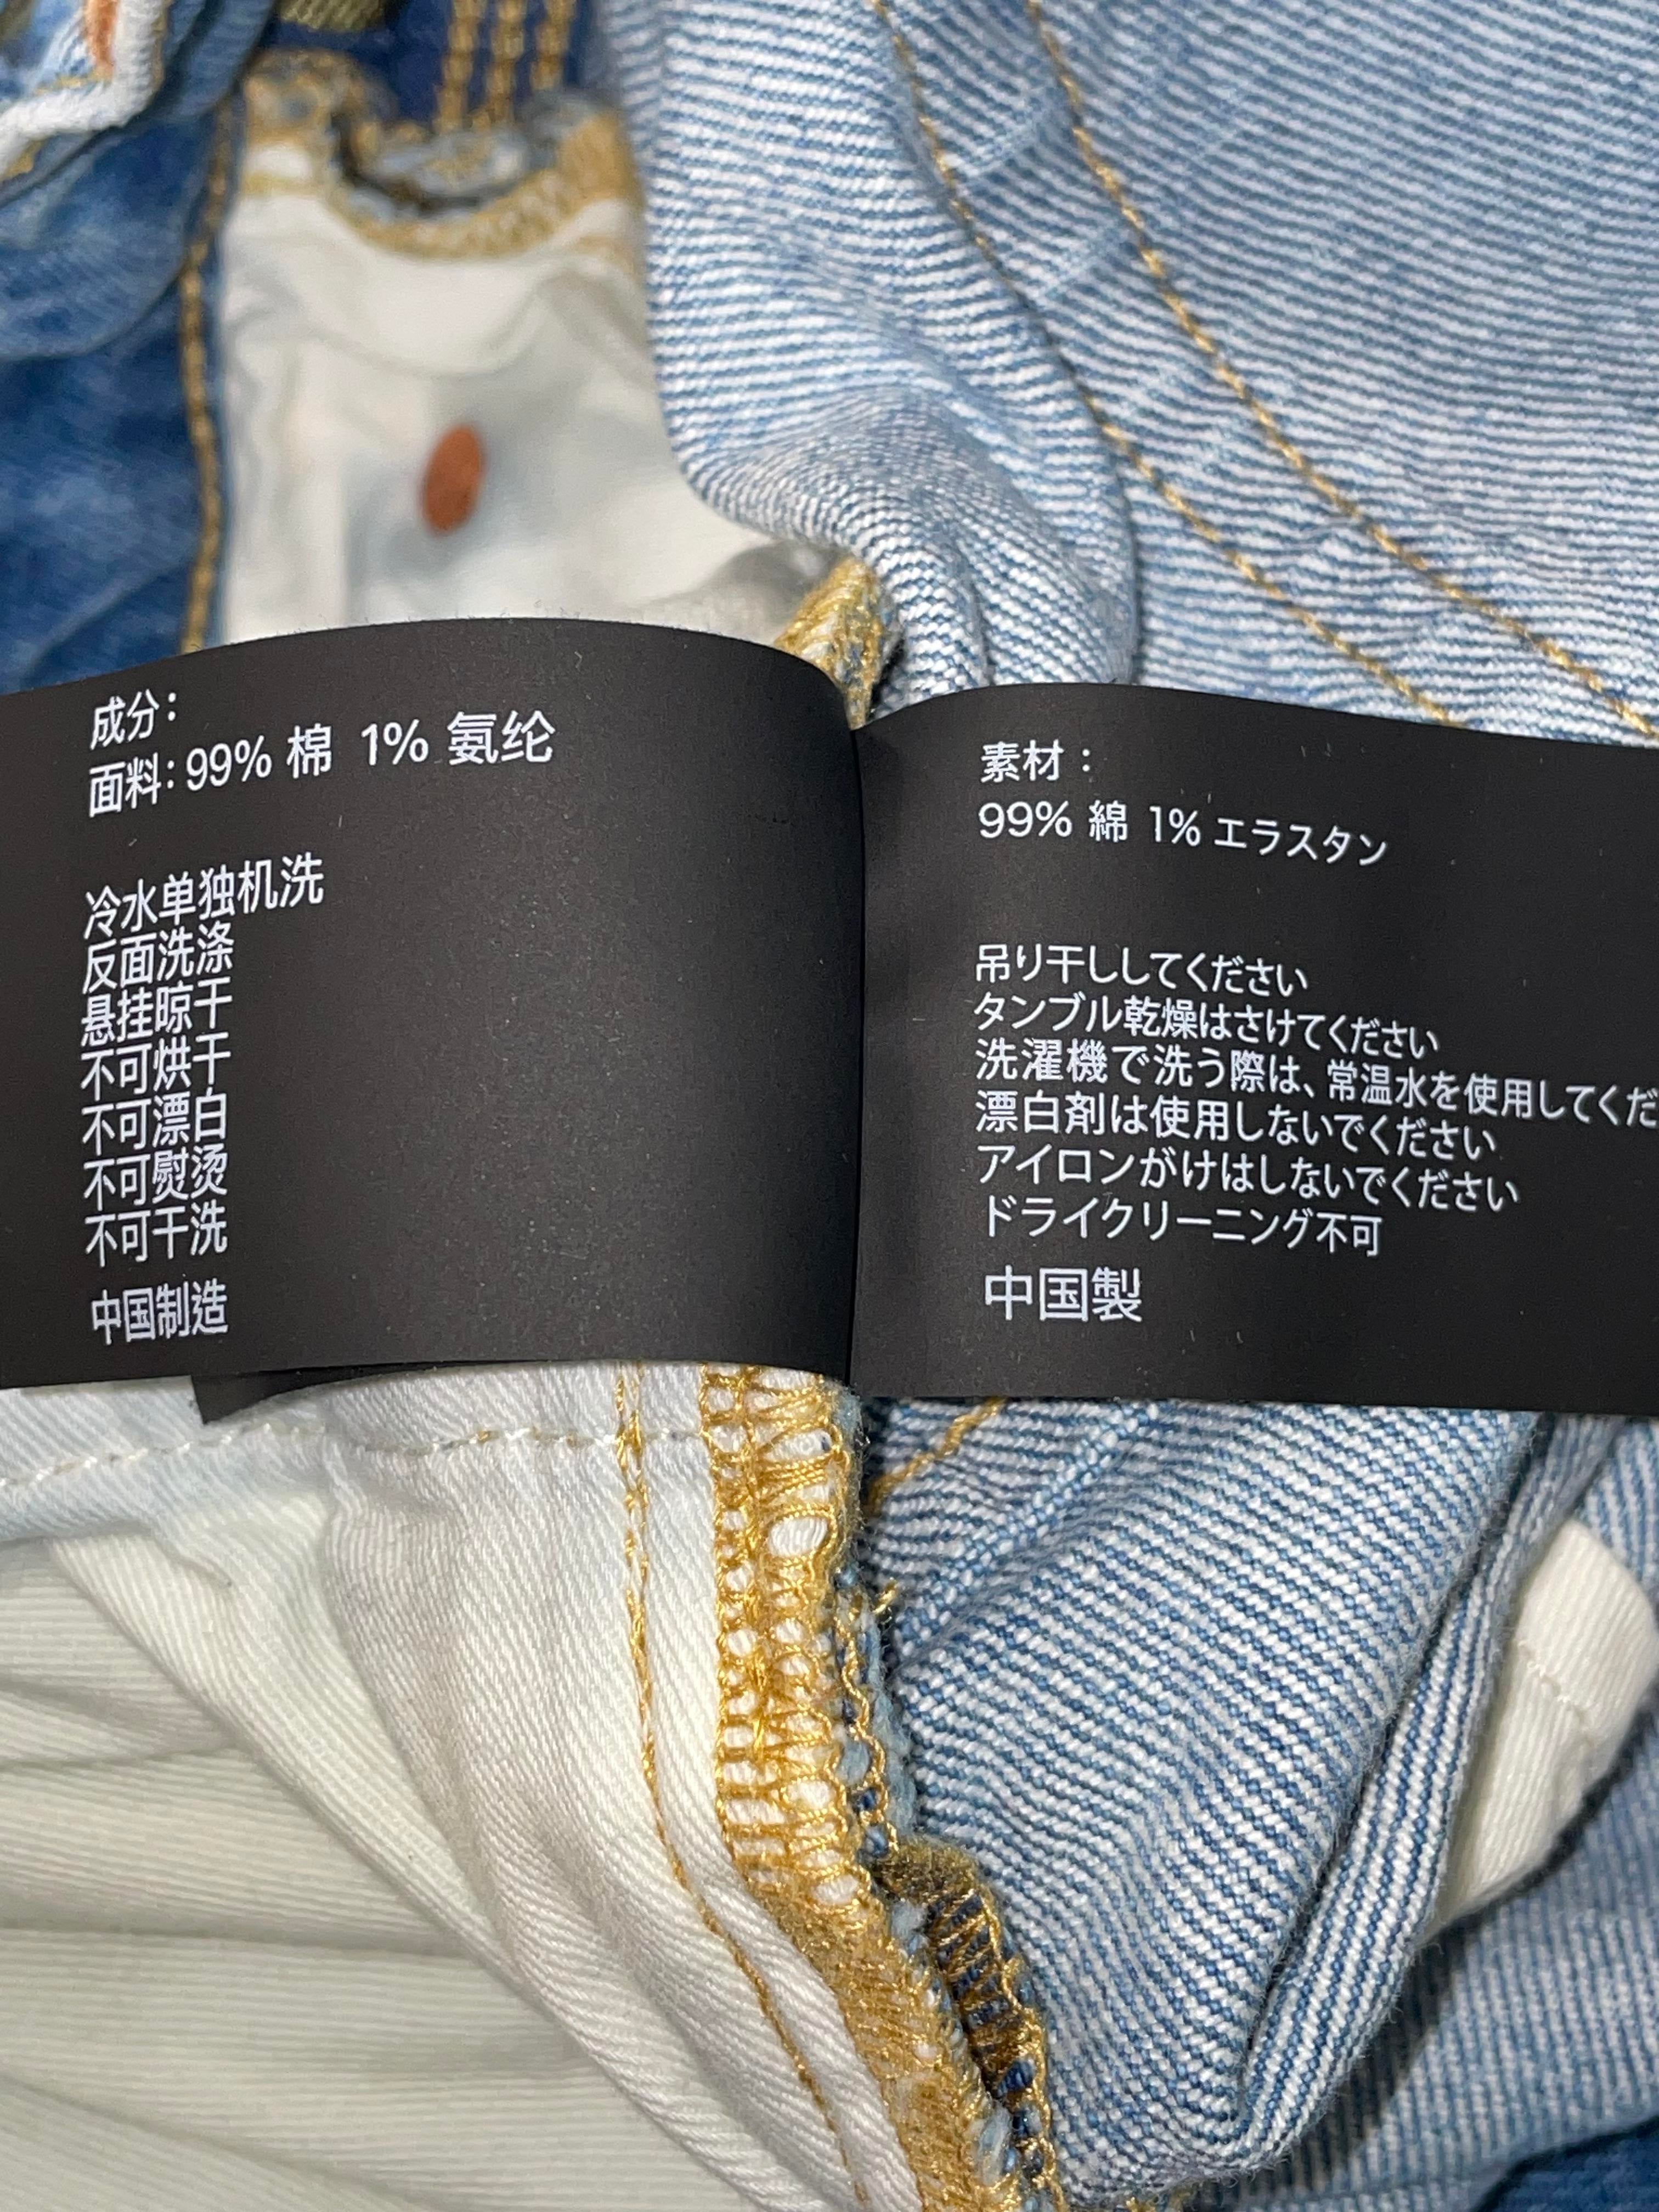 成分：
面料：99% 棉 1% 氨纶
冷水单独机洗
反面洗涤
悬挂晾干
不可烘干
不可漂白
不可熨烫
不可干洗
中国制造
素材：
99% 綿 1% エラスタン
吊り干ししてください
タンブル乾燥はさけてください
洗濯機で洗う際は、常温水を使用してくだ
漂白剤は使用しないでください
アイロンがけはしないでください
ドライクリーニング不可
中国製